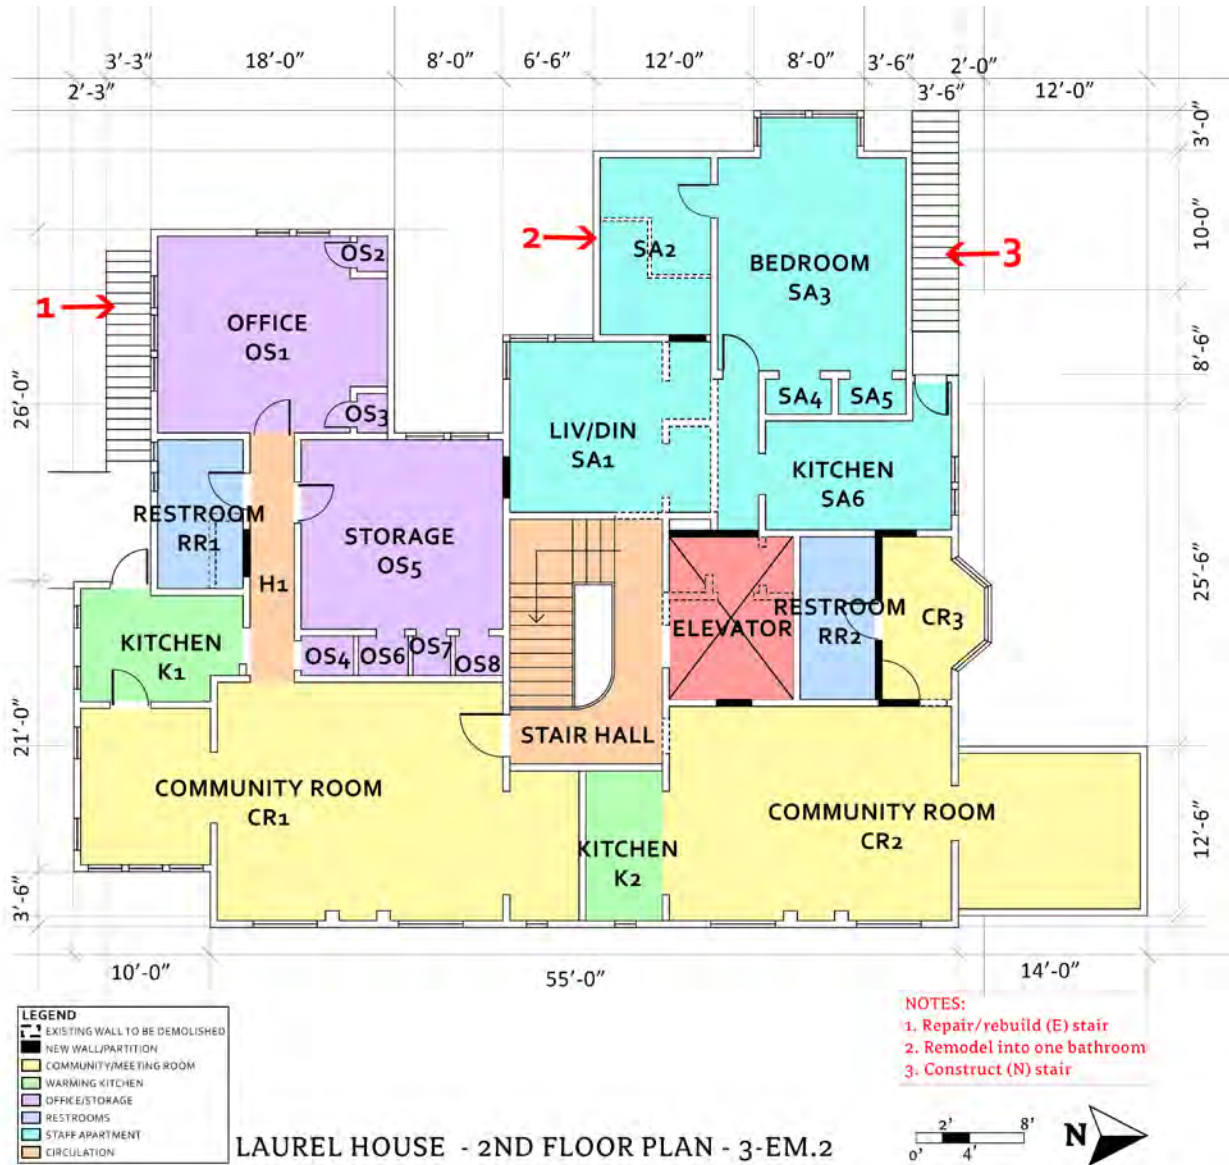 3’-3” 18’-0” 8’-0” 6’-6” 12’-0” 8’-0” 3’-6” 2’-0”
2’-3” 3’-6” 12’-0”
3’-0”
10-0”
8’-6”
25’-6”
12’-6”
26’-0”
21’-0”
3’-6”
1
2
3
OFFICE
OS1
OS2
OS3
SA2
BEDROOM
SA3
SA4
SA5
LIV/DIN
SA1
KITCHEN
SA6
RESTROOM
RR1
H1
STORAGE
OS5
OS4
OS6
OS7
OS8
KITCHEN
K1
ELEVATOR
RESTROOM
RR2
CR3
STAIR HALL
COMMUNITY ROOM
CR1
KITCHEN
K2
COMMUNITY ROOM
CR2
10’-0” 55’-0” 14’-0”
LEGEND
EXISTING WALL TO BE DEMOLISHED
NEW WALL/PARTITION
COMMUNITY/MEETING ROOM
WARMING KITCHEN
OFFICE/STORAGE
RESTROOMS
STAFF APARTMENT
CIRCULATION
NOTES:
1. Repair/rebuild (E) stair
2. Remodel into one bathroom
3. Construct (N) stair
LAUREL HOUSE - 2ND FLOOR PLAN - 3-EM.2
2’ 8’
0’ 4’
N